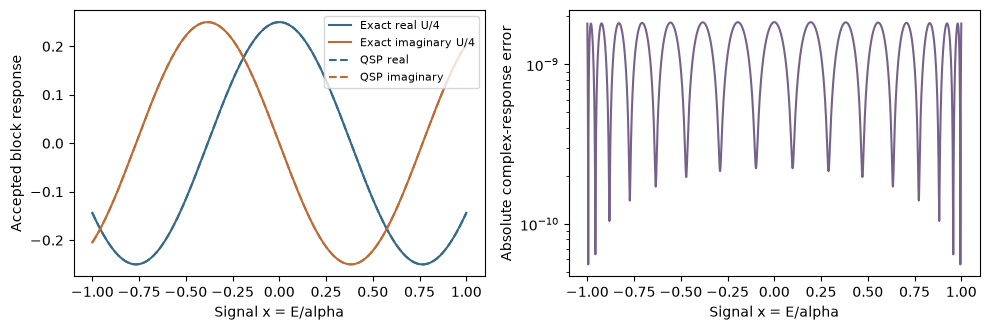 Accepted block response
0.2
0.1
0.0
−0.1
−0.2
−1.00 −0.75 −0.50 −0.25 0.00 0.25 0.50 0.75 1.00
Signal x = E/alpha
Exact real U/4
Exact imaginary U/4
QSP real
QSP imaginary
Absolute complex-response error
10⁻⁹
10⁻¹⁰
−1.00 −0.75 −0.50 −0.25 0.00 0.25 0.50 0.75 1.00
Signal x = E/alpha